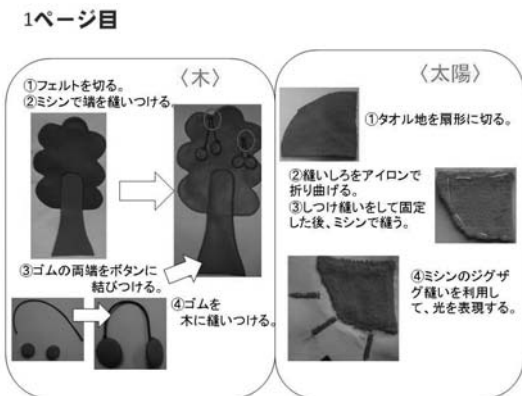 1ページ目
〈木〉
①フェルトを切る。
②ミシンで端を縫いつける。
③ゴムの両端をボタンに
結びつける。
④ゴムを
木に縫いつける。
〈太陽〉
①タオル地を扇形に切る。
②縫いしろをアイロンで
折り曲げる。
③しつけ縫いをして固定
した後、ミシンで縫う。
④ミシンのジグザ
グ縫いを利用し
て、光を表現する。